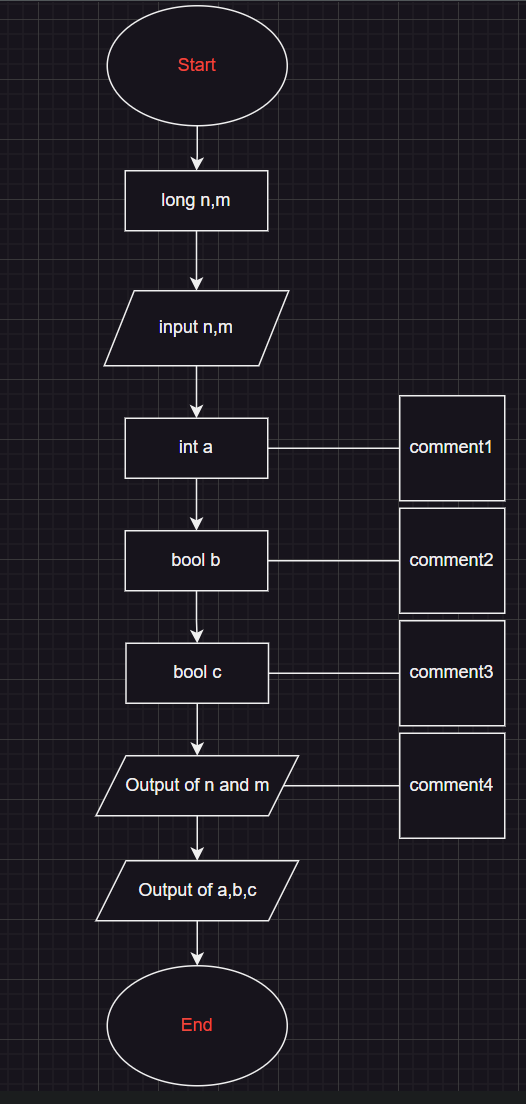 Start
long n,m
input n,m
int a
comment1
bool b
comment2
bool c
comment3
Output of n and m
comment4
Output of a,b,c
End